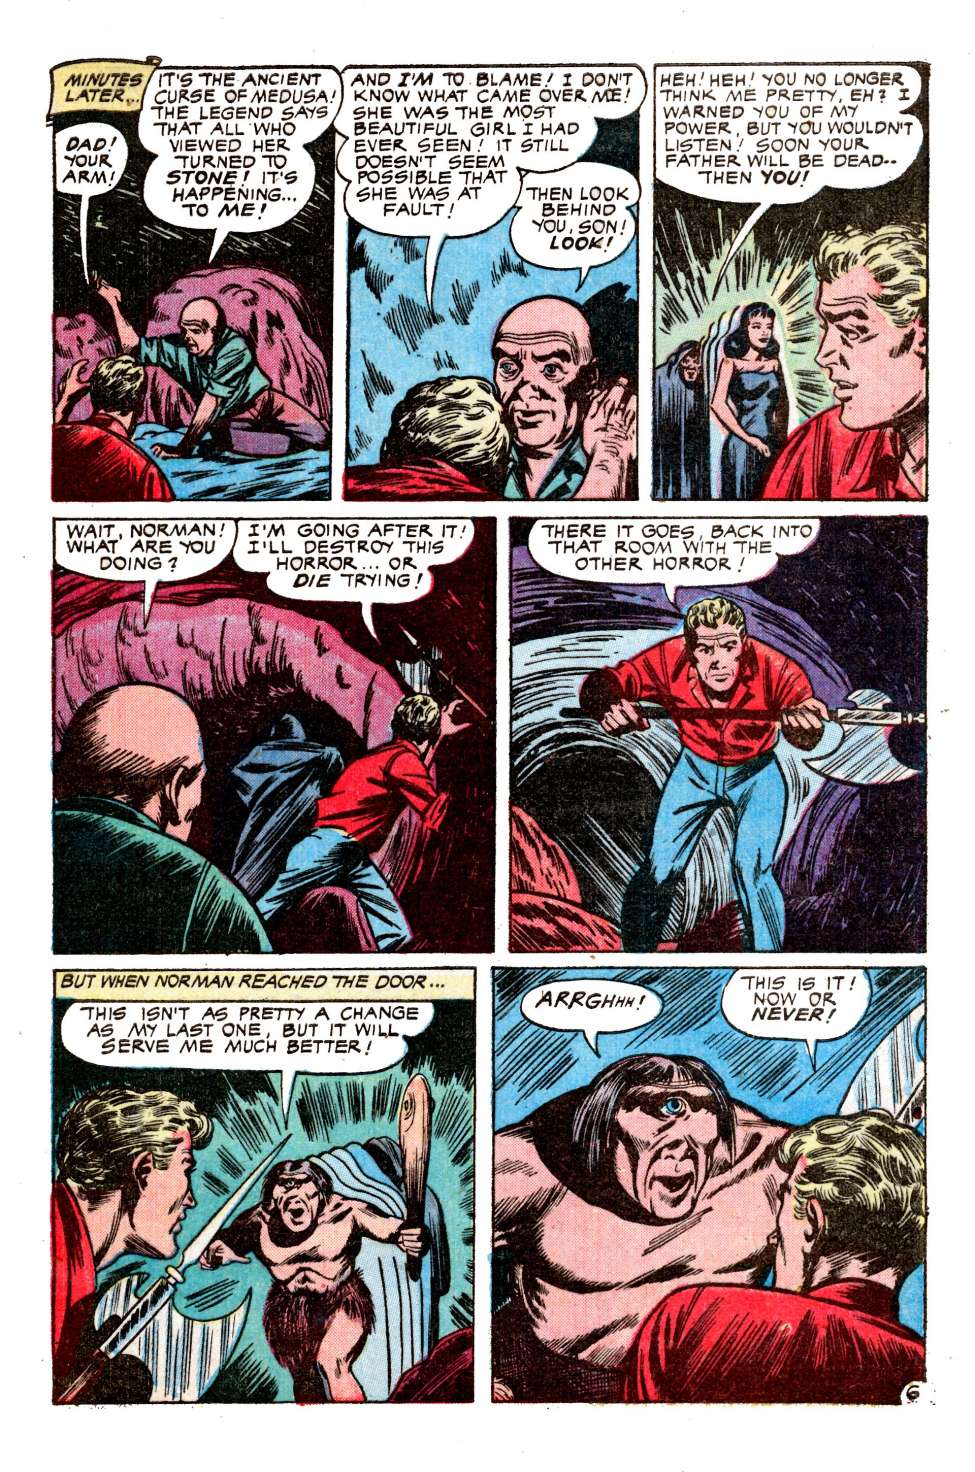 MINUTES
LATER...
DAD!
YOUR
ARM!
IT'S THE ANCIENT
CURSE OF MEDUSA!
THE LEGEND SAYS
THAT ALL WHO
VIEWED HER
TURNED TO
STONE! IT'S
HAPPENING...
TO ME!
AND I'M TO BLAME! I DON'T
KNOW WHAT CAME OVER ME!
SHE WAS THE MOST
BEAUTIFUL GIRL I HAD
EVER SEEN! IT STILL
DOESN'T SEEM
POSSIBLE THAT
SHE WAS AT
FAULT!
THEN LOOK
BEHIND
YOU, SON!
LOOK!
HEH! HEH! YOU NO LONGER
THINK ME PRETTY, EH? I
WARNED YOU OF MY
POWER, BUT YOU WOULDN'T
LISTEN! SOON YOUR
FATHER WILL BE DEAD--
THEN YOU!
WAIT, NORMAN!
WHAT ARE YOU
DOING?
I'M GOING AFTER IT!
I'LL DESTROY THIS
HORROR... OR
DIE TRYING!
THERE IT GOES, BACK INTO
THAT ROOM WITH THE
OTHER HORROR!
BUT WHEN NORMAN REACHED THE DOOR...
THIS ISN'T AS PRETTY A CHANGE
AS MY LAST ONE, BUT IT WILL
SERVE ME MUCH BETTER!
ARRGHHH!
THIS IS IT!
NOW OR
NEVER!
6